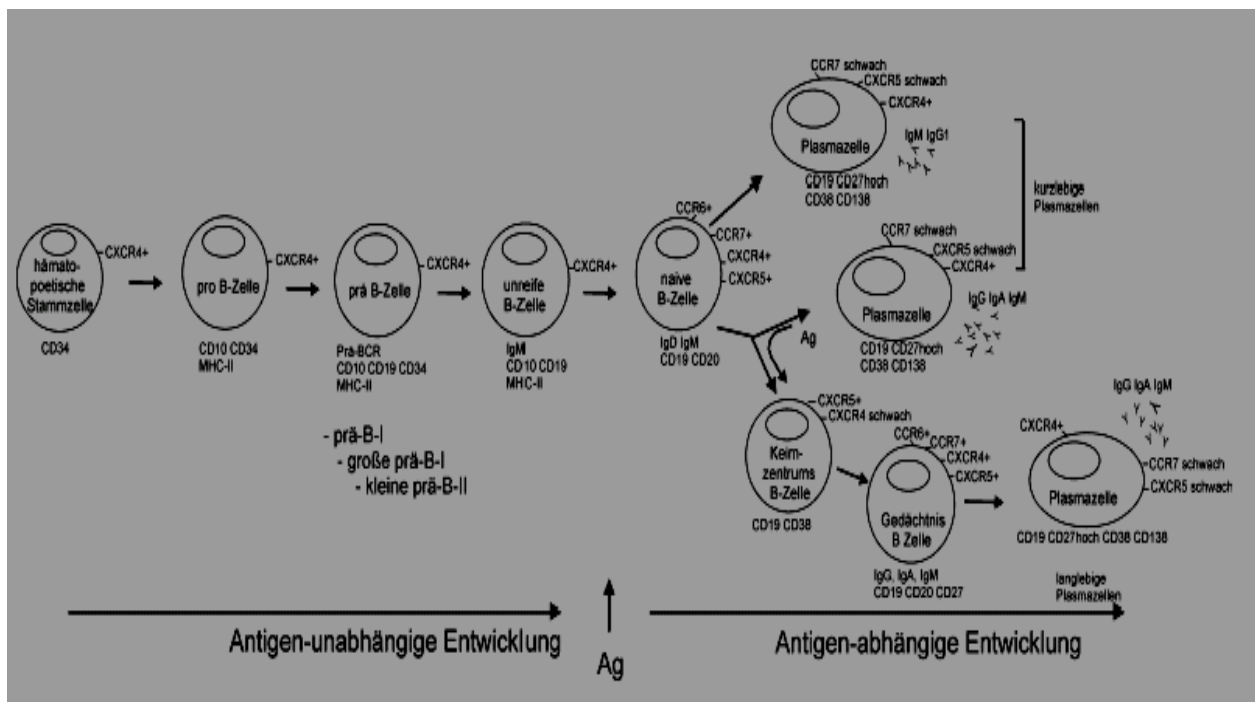 CXCR4+
hämato-
poetische
Stammzelle
CD34
CXCR4+
pro B-Zelle
CD10 CD34
MHC-II
CXCR4+
prä B-Zelle
Prä-BCR
CD10 CD19 CD34
MHC-II
- prä-B-I
- große prä-B-I
- kleine prä-B-II
CXCR4+
unreife
B-Zelle
IgM
CD10 CD19
MHC-II
CCR6+
CCR7+
CXCR4+
CXCR5+
naive
B-Zelle
IgD IgM
CD19 CD20
CCR7 schwach
CXCR5 schwach
CXCR4+
Plasmazelle
IgM IgG1
CD19 CD27hoch
CD38 CD138
kurzlebige
Plasmazellen
CCR7 schwach
CXCR5 schwach
CXCR4+
Plasmazelle
IgG IgA IgM
CD19 CD27hoch
CD38 CD138
Ag
CXCR5+
CXCR4 schwach
Keim-
zentrums
B-Zelle
CD19 CD38
CCR6+
CCR7+
CXCR4+
CXCR5+
Gedächtnis
B Zelle
IgG, IgA, IgM
CD19 CD20 CD27
IgG IgA IgM
CXCR4+
CCR7 schwach
CXCR5 schwach
Plasmazelle
CD19 CD27hoch CD38 CD138
langlebige
Plasmazellen
Antigen-unabhängige Entwicklung
Ag
Antigen-abhängige Entwicklung